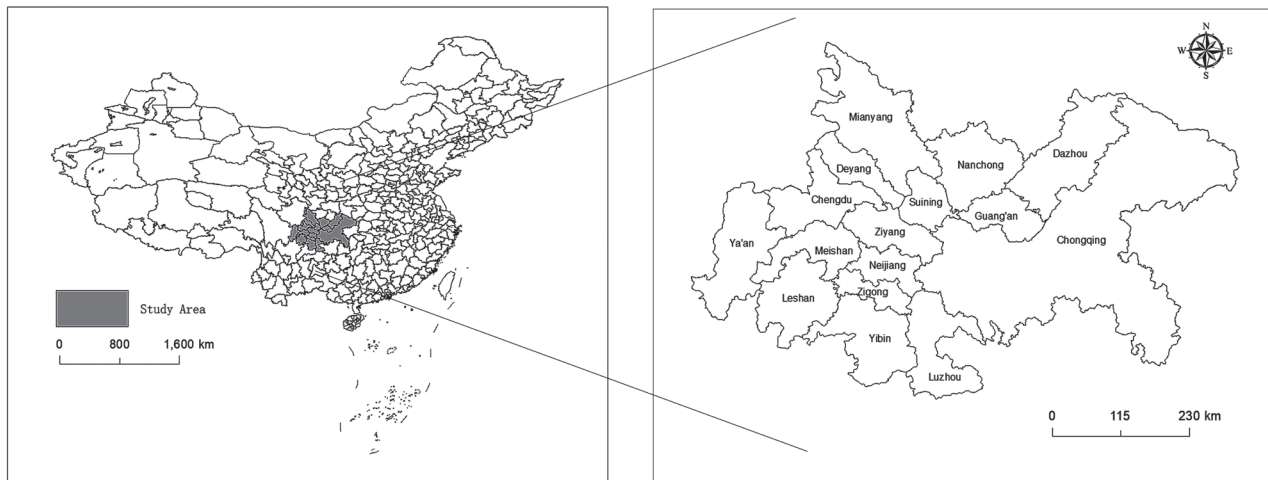 Study Area
0 800 1,600 km
N
W E
S
Mianyang
Nanchong
Dazhou
Deyang
Chengdu
Suining
Guang'an
Ziyang
Ya'an
Meishan
Chongqing
Neijiang
Leshan
Zigong
Yibin
Luzhou
0 115 230 km